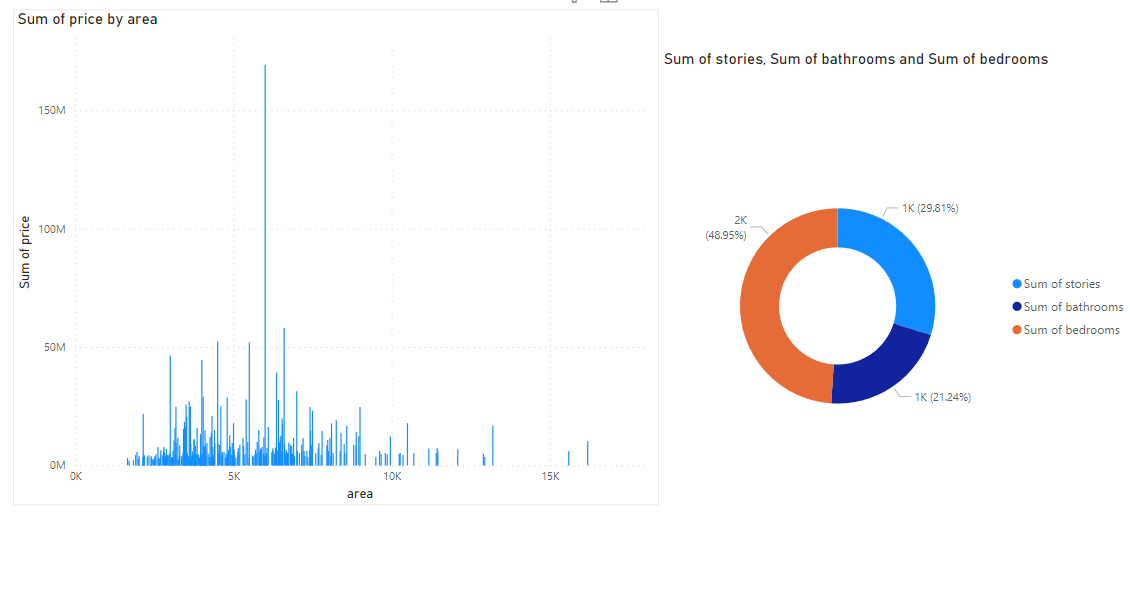 Sum of price by area
150M
100M
50M
0M
Sum of price
0K
5K
10K
15K
area
Sum of stories, Sum of bathrooms and Sum of bedrooms
1K (29.81%)
2K
(48.95%)
1K (21.24%)
Sum of stories
Sum of bathrooms
Sum of bedrooms